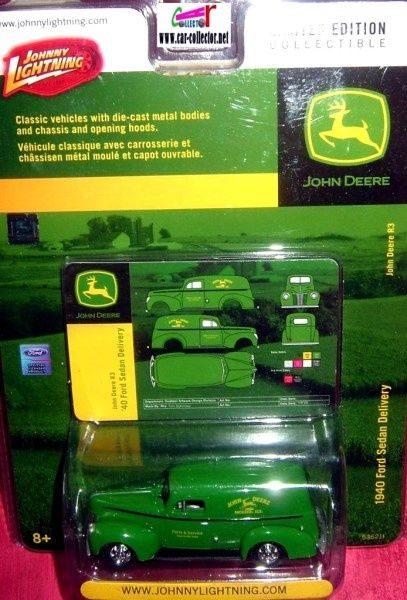 www.johnnylightning.com
COLLECTOR
www.car-collector.net
LIMITED EDITION
COLLECTIBLE
JOHNNY
LIGHTNING
Classic vehicles with die-cast metal bodies
and chassis and opening hoods.
Véhicule classique avec carrosserie et
châssisen métal moulé et capot ouvrable.
JOHN DEERE
John Deere R3
1940 Ford Sedan Delivery
JOHN DEERE
John Deere R3
'40 Ford Sedan Delivery
Ford
JOHN DEERE
MOLINE, ILL.
Parts & Service
8+
WWW.JOHNNYLIGHTNING.COM